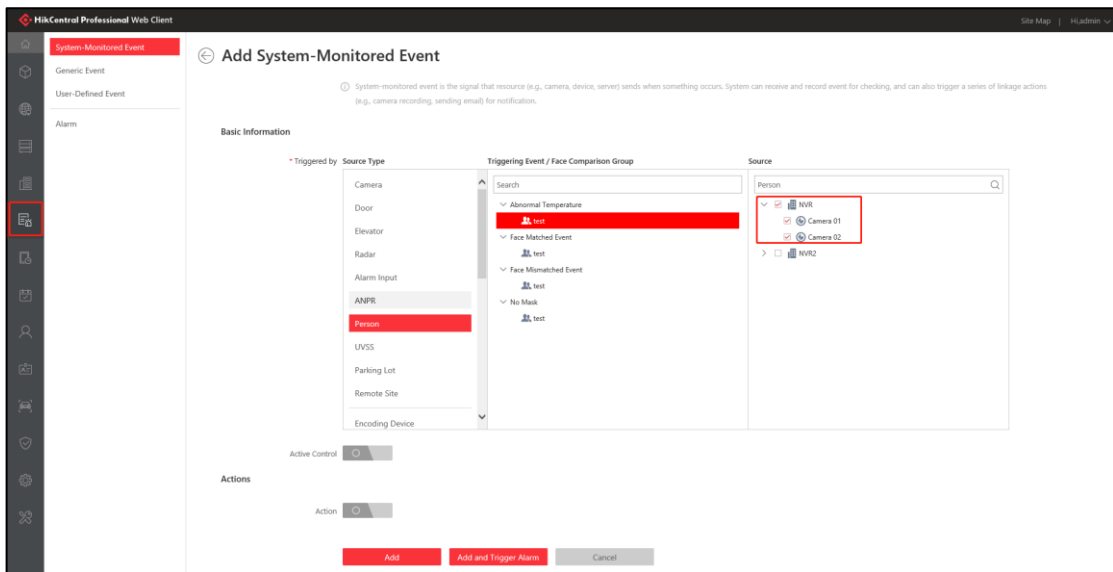 HikCentral Professional Web Client
Site Map | Hi,admin
System-Monitored Event
Generic Event
User-Defined Event
Alarm
Add System-Monitored Event
System-monitored event is the signal that resource (e.g., camera, device, server) sends when something occurs. System can receive and record event for checking, and can also trigger a series of linkage actions
(e.g., camera recording, sending email) for notification.
Basic Information
* Triggered by
Source Type
Camera
Door
Elevator
Radar
Alarm Input
ANPR
Person
UVSS
Parking Lot
Remote Site
Encoding Device
Triggering Event / Face Comparison Group
Search
Abnormal Temperature
test
Face Matched Event
test
Face Mismatched Event
test
No Mask
test
Source
Person
NVR
Camera 01
Camera 02
NVR2
Active Control
Actions
Action
Add
Add and Trigger Alarm
Cancel